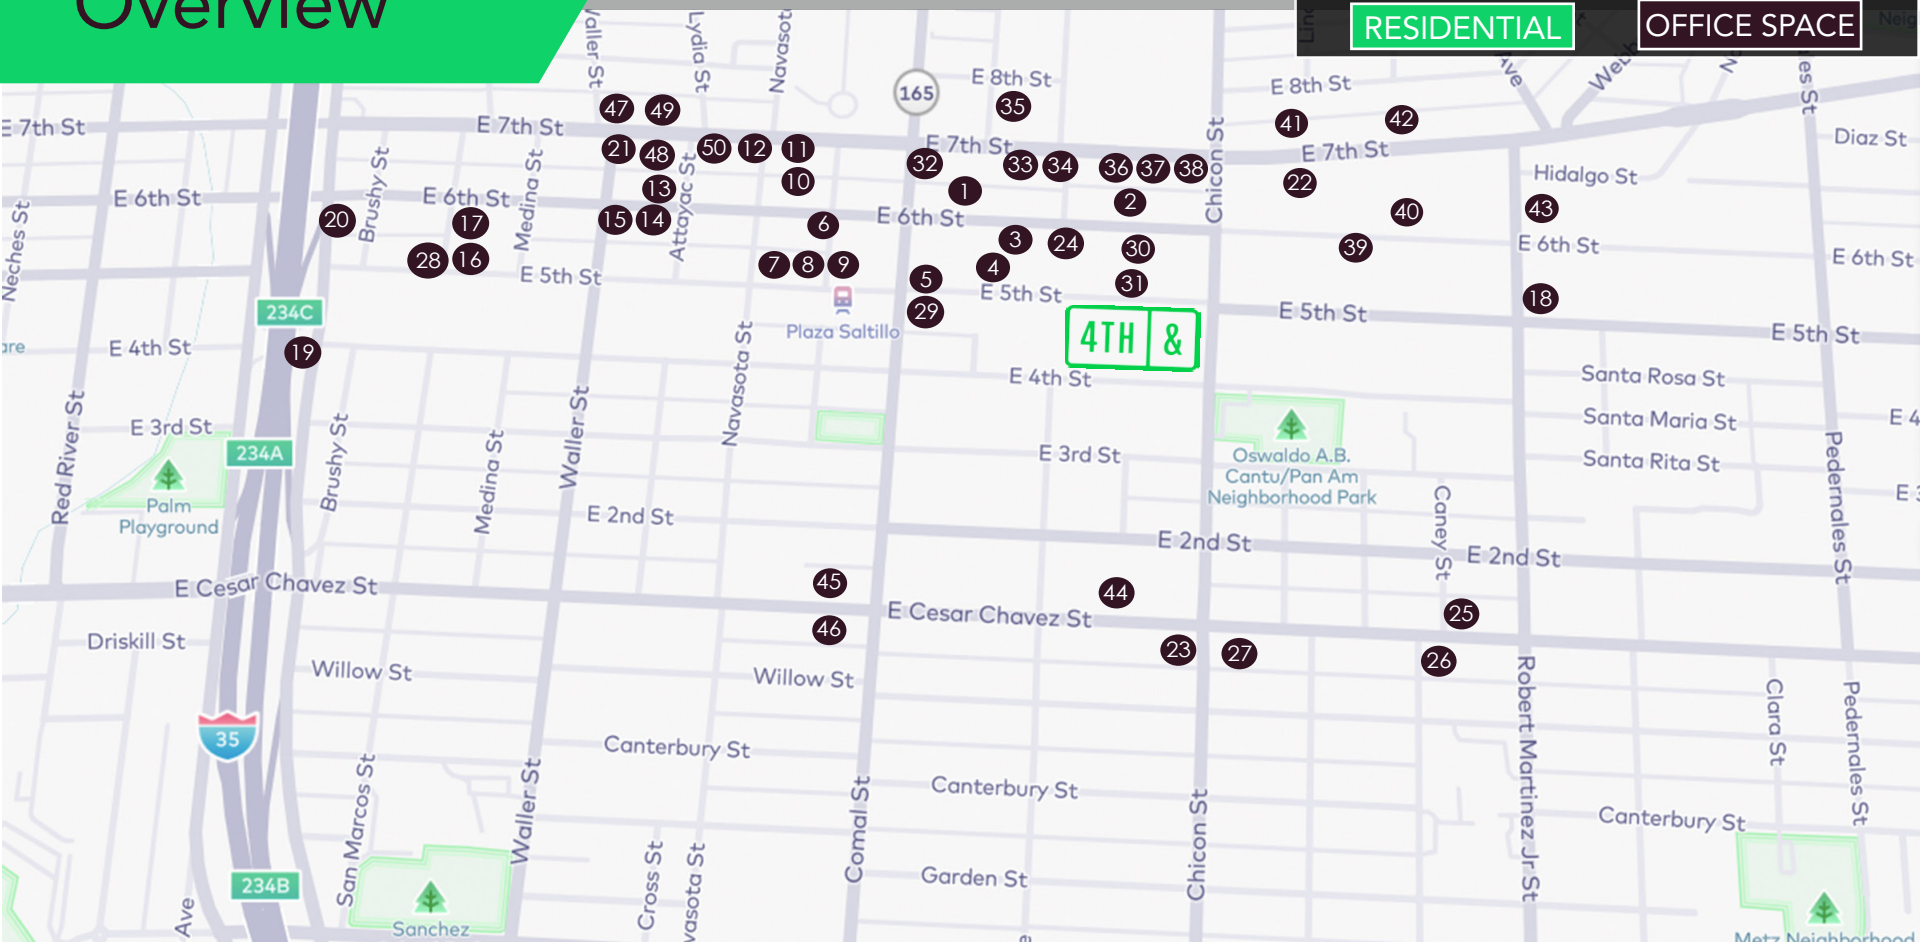 Overview
RESIDENTIAL
OFFICE SPACE
Waller St
Lydia St
Navasot
165
E 8th St
E 8th St
Ave
Webb
es St
47
49
35
41
42
E 7th St
E 7th St
E 7th St
E 7th St
Diaz St
21
48
50
12
11
10
32
33
34
36
37
38
Chicon St
22
Hidalgo St
Neches St
E 6th St
Brushy St
E 6th St
Medina St
13
Attayac St
1
2
40
43
20
17
15
14
6
E 6th St
3
24
30
39
E 6th St
E 6th St
28
16
E 5th St
7
8
9
5
4
31
E 5th St
18
234C
Plaza Saltillo
29
E 5th St
E 5th St
are
E 4th St
19
4TH &
E 4th St
Santa Rosa St
Santa Maria St
E 4
Santa Rita St
E 3
Red River St
E 3rd St
234A
Brushy St
Medina St
Waller St
Navasota St
E 3rd St
Oswaldo A.B.
Cantu/Pan Am
Neighborhood Park
Caney St
Pedernales St
Palm
Playground
E 2nd St
E 2nd St
E 2nd St
E Cesar Chavez St
45
44
E Cesar Chavez St
25
46
23
27
26
Driskill St
Willow St
Willow St
Robert Martinez Jr St
Clara St
Pedernales St
35
Canterbury St
Canterbury St
Canterbury St
San Marcos St
Waller St
Comal St
Chicon St
234B
Ave
Cross St
vasota St
Garden St
Sanchez
Metz Neighborhood